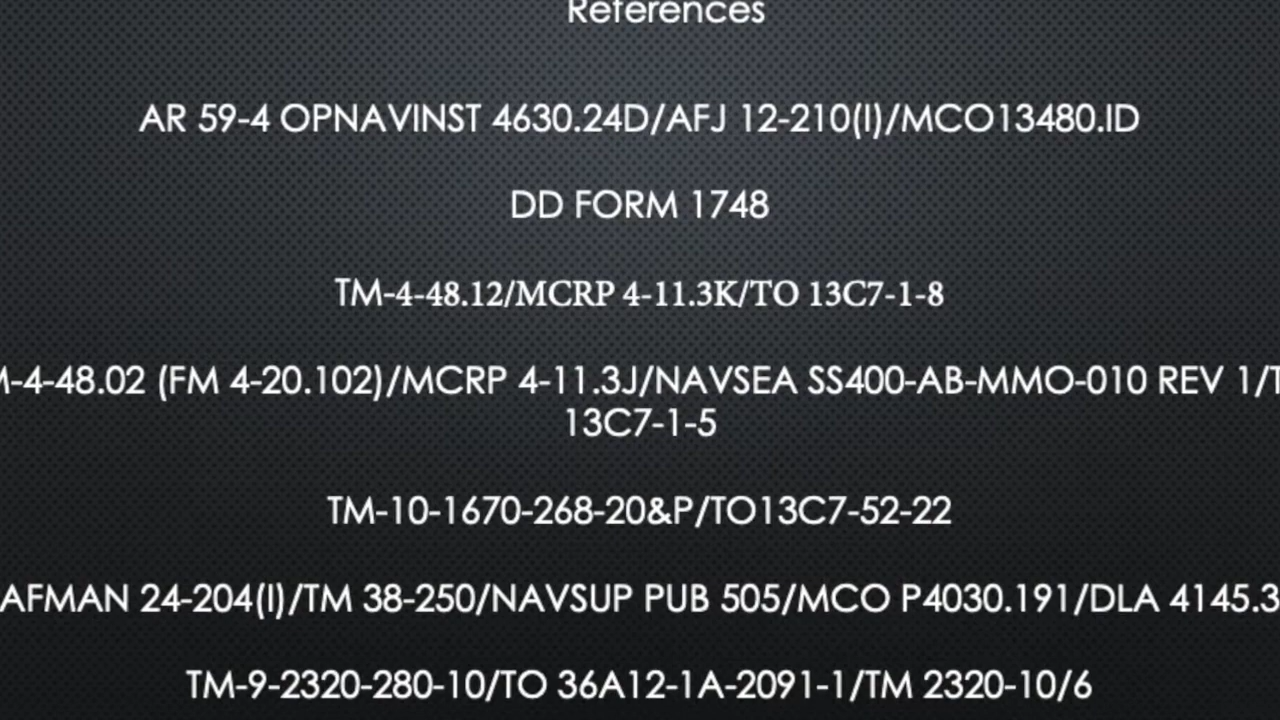 References
AR 59-4 OPNAVINST 4630.24D/AFJ 12-210(I)/MCO13480.ID
DD FORM 1748
TM-4-48.12/MCRP 4-11.3K/TO 13C7-1-8
M-4-48.02 (FM 4-20.102)/MCRP 4-11.3J/NAVSEA SS400-AB-MMO-010 REV 1/T
13C7-1-5
TM-10-1670-268-20&P/TO13C7-52-22
AFMAN 24-204(I)/TM 38-250/NAVSUP PUB 505/MCO P4030.191/DLA 4145.3
TM-9-2320-280-10/TO 36A12-1A-2091-1/TM 2320-10/6